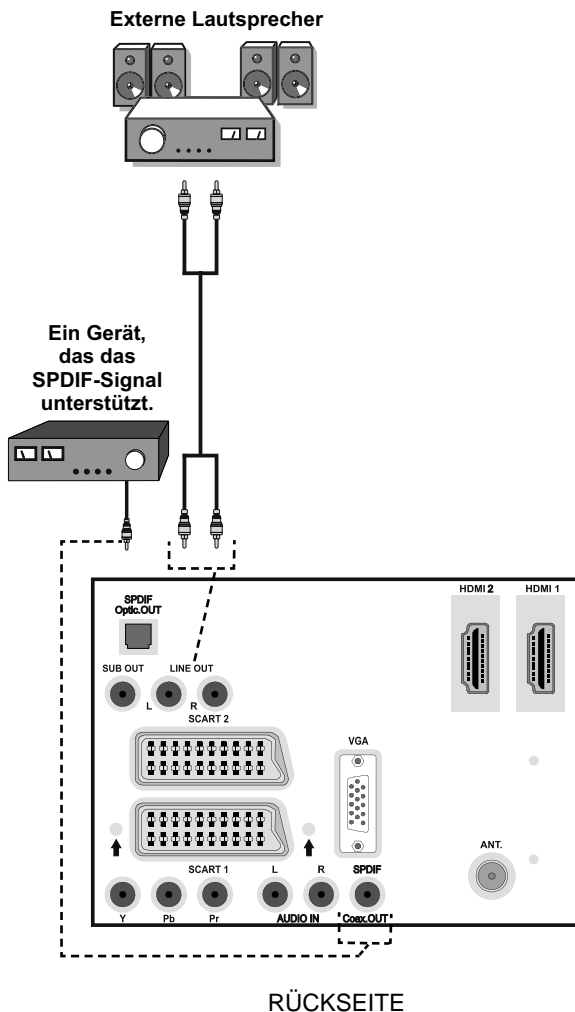 Externe Lautsprecher
Ein Gerät,
das das
SPDIF-Signal
unterstützt.
HDMI 2 HDMI 1
SPDIF
Optic.OUT
SUB OUT LINE OUT
L R
SCART 2
VGA
ANT.
SCART 1 L R SPDIF
Y Pb Pr AUDIO IN Coax.OUT
RÜCKSEITE